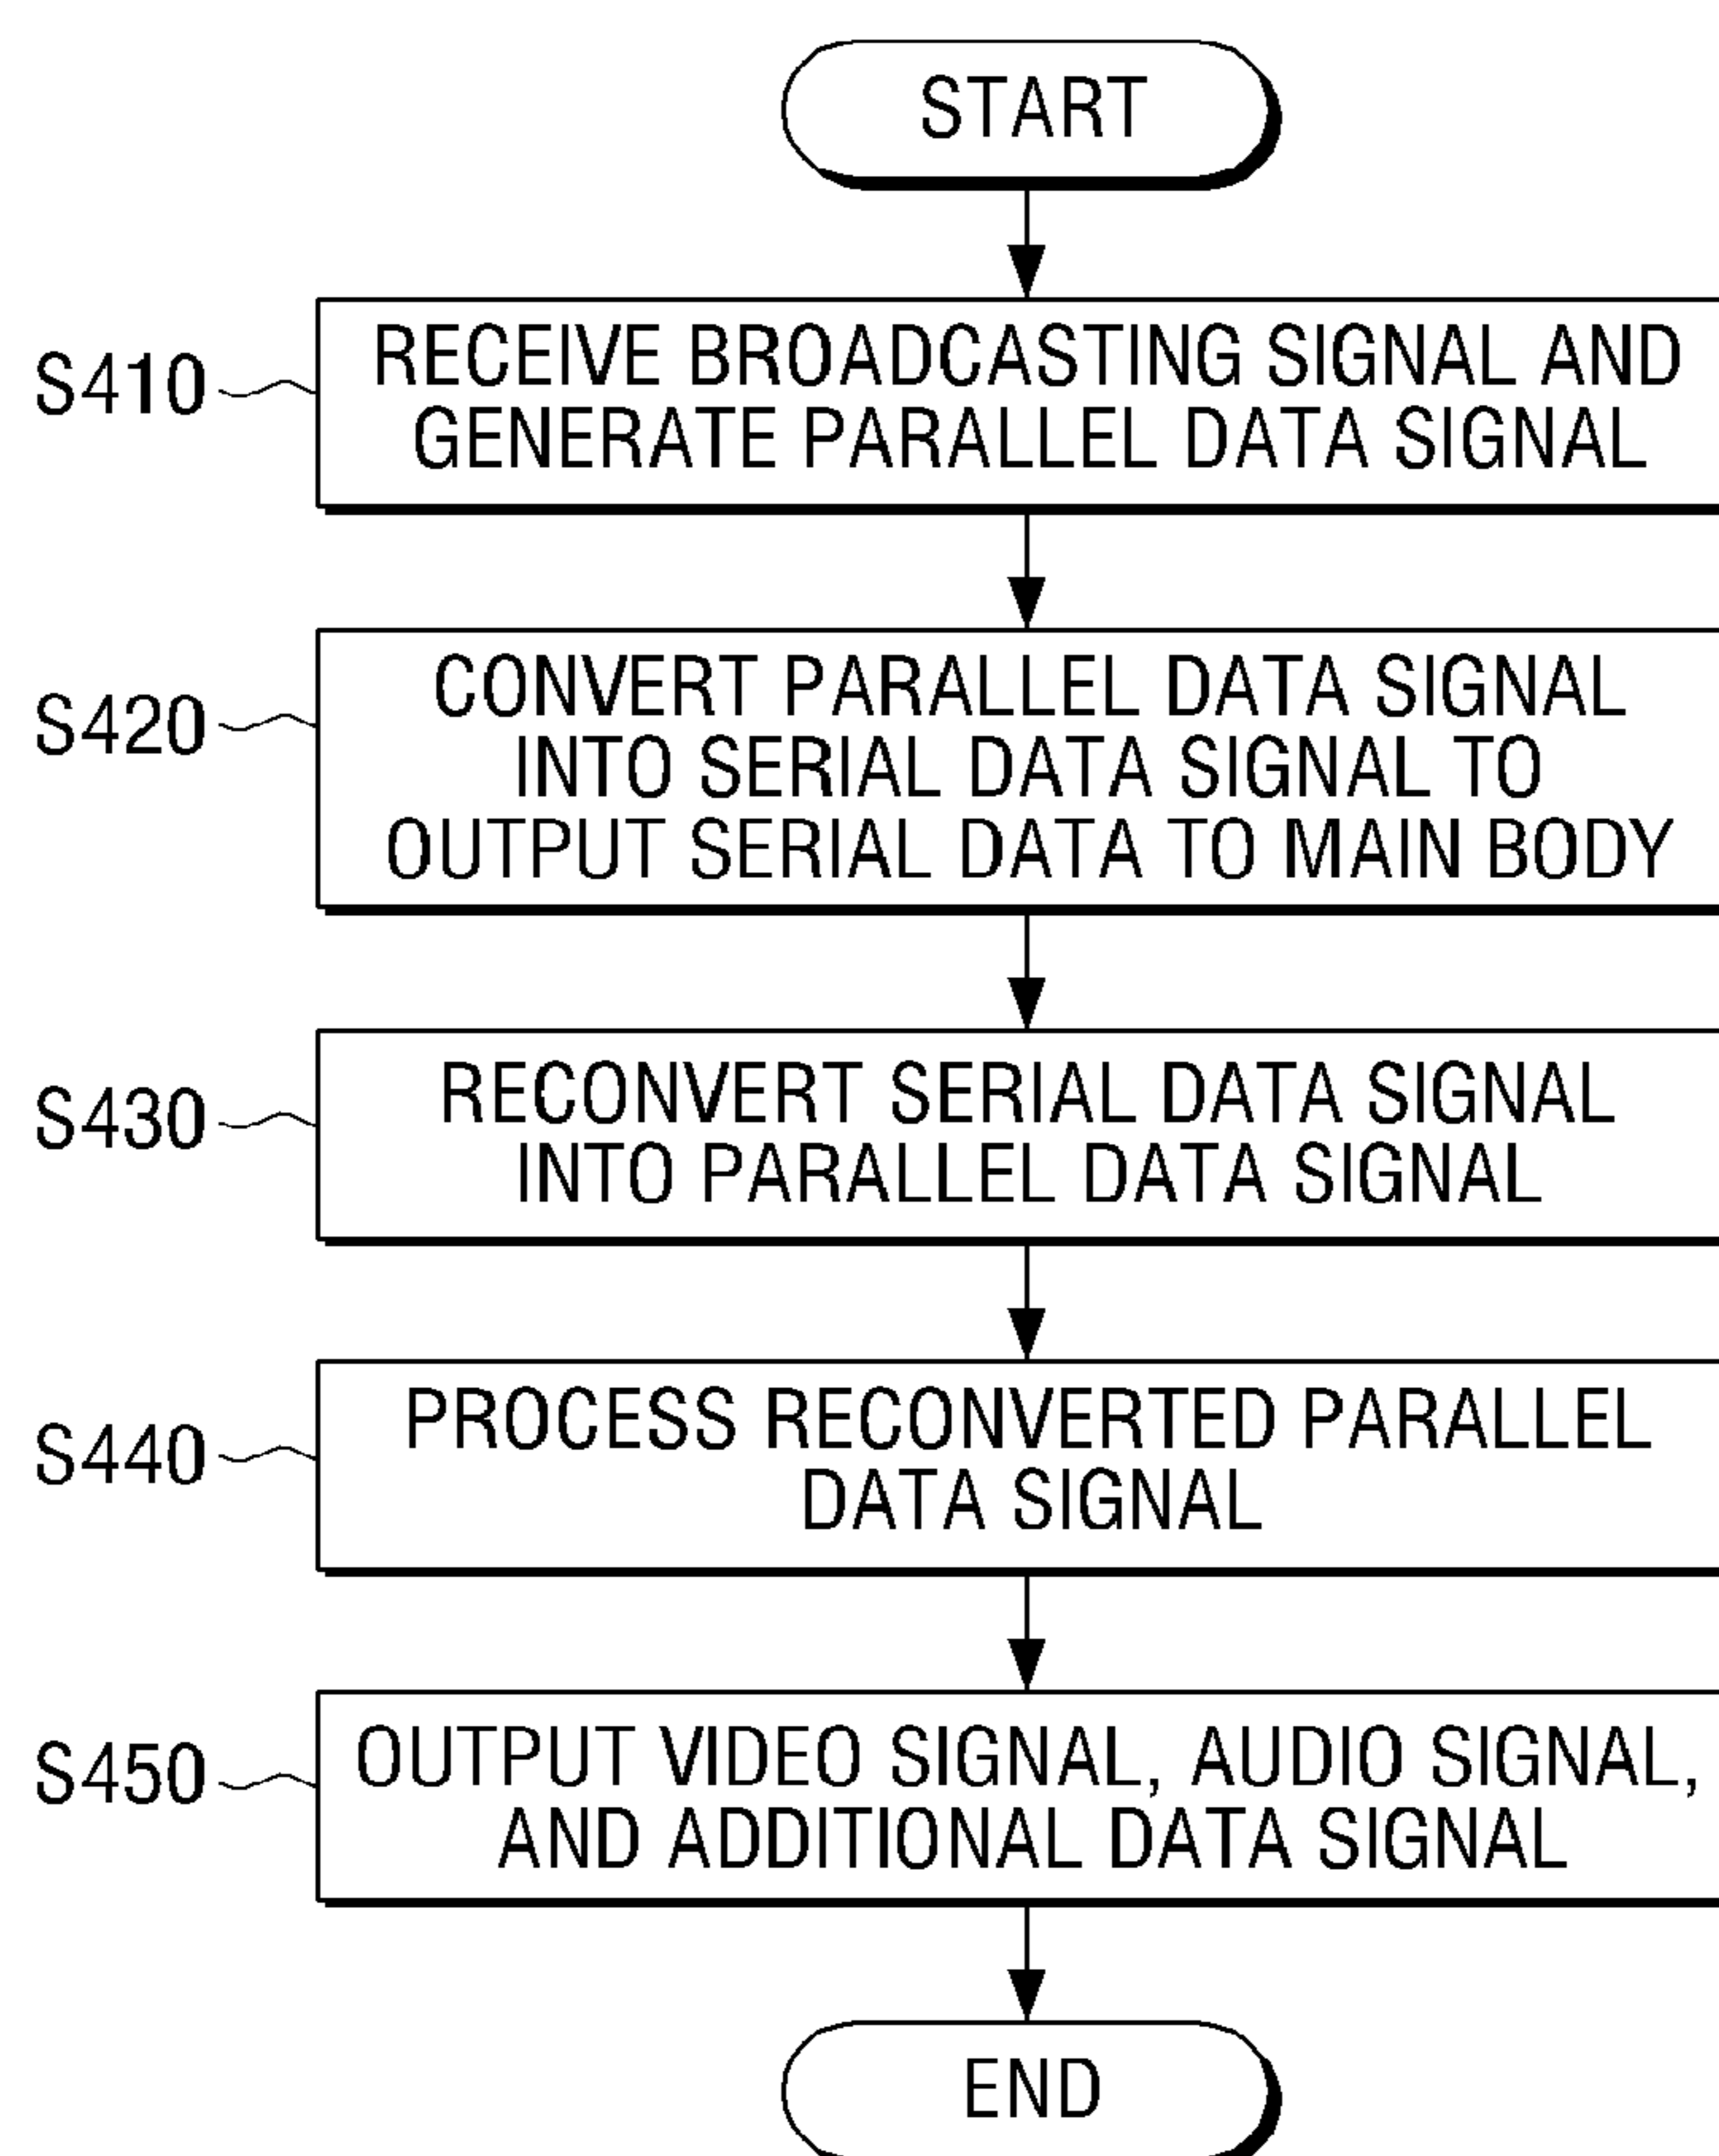 START
S410
RECEIVE BROADCASTING SIGNAL AND
GENERATE PARALLEL DATA SIGNAL
S420
CONVERT PARALLEL DATA SIGNAL
INTO SERIAL DATA SIGNAL TO
OUTPUT SERIAL DATA TO MAIN BODY
S430
RECONVERT SERIAL DATA SIGNAL
INTO PARALLEL DATA SIGNAL
S440
PROCESS RECONVERTED PARALLEL
DATA SIGNAL
S450
OUTPUT VIDEO SIGNAL, AUDIO SIGNAL,
AND ADDITIONAL DATA SIGNAL
END